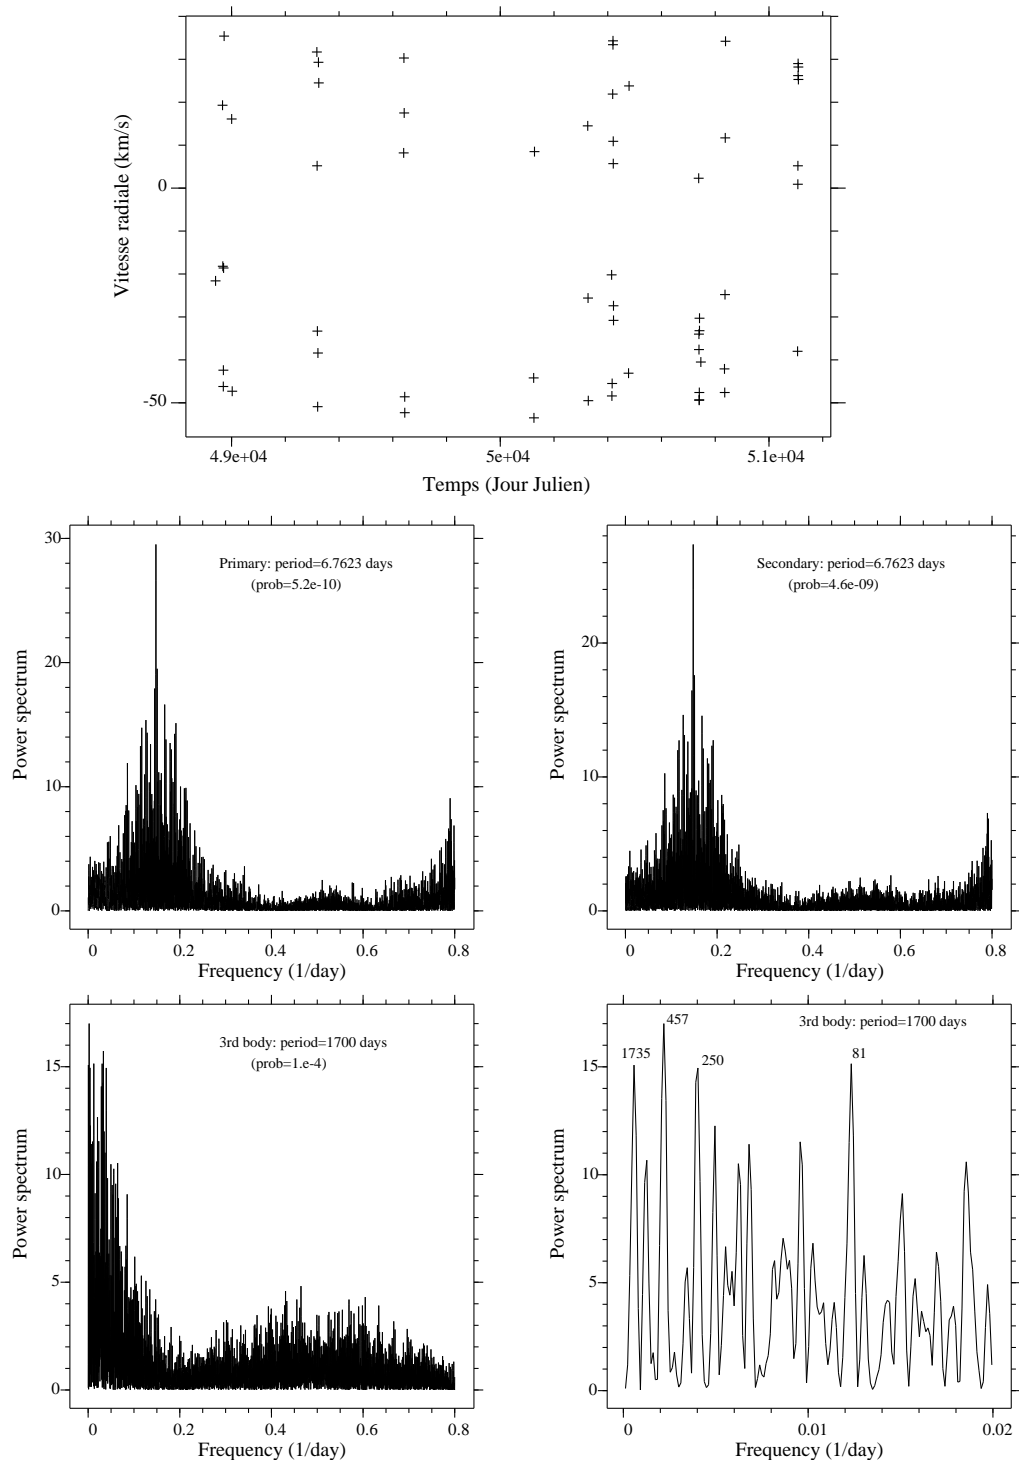 0
-50
Vitesse radiale (km/s)
4.9e+04 5e+04 5.1e+04
Temps (Jour Julien)
30
20
10
0
Power spectrum
Primary: period=6.7623 days
(prob=5.2e-10)
0 0.2 0.4 0.6 0.8
Frequency (1/day)
20
10
0
Power spectrum
Secondary: period=6.7623 days
(prob=4.6e-09)
0 0.2 0.4 0.6 0.8
Frequency (1/day)
15
10
5
0
Power spectrum
3rd body: period=1700 days
(prob=1.e-4)
0 0.2 0.4 0.6 0.8
Frequency (1/day)
15
10
5
0
Power spectrum
457
3rd body: period=1700 days
1735
250
81
0 0.01 0.02
Frequency (1/day)